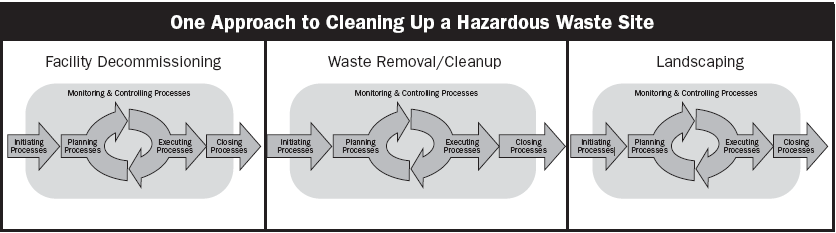 One Approach to Cleaning Up a Hazardous Waste Site
Facility Decommissioning
Monitoring & Controlling Processes
Initiating
Processes
Planning
Processes
Executing
Processes
Closing
Processes
Waste Removal/Cleanup
Monitoring & Controlling Processes
Initiating
Processes
Planning
Processes
Executing
Processes
Closing
Processes
Landscaping
Monitoring & Controlling Processes
Initiating
Processes
Planning
Processes
Executing
Processes
Closing
Processes